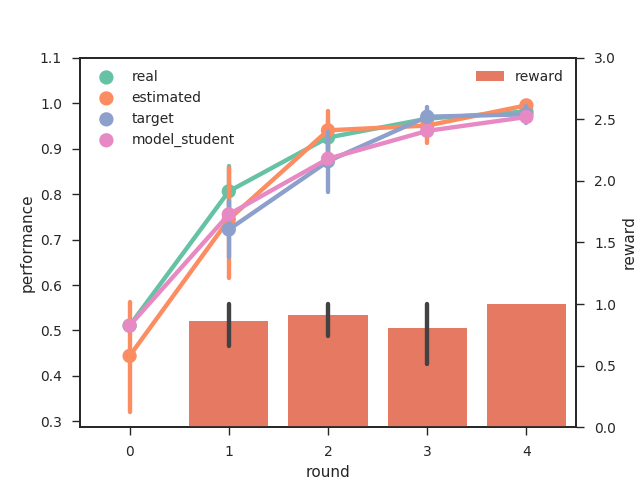 1.1
1.0
0.9
0.8
0.7
0.6
0.5
0.4
0.3
performance
real
estimated
target
model_student
reward
3.0
2.5
2.0
1.5
1.0
0.5
0.0
reward
0 1 2 3 4
round